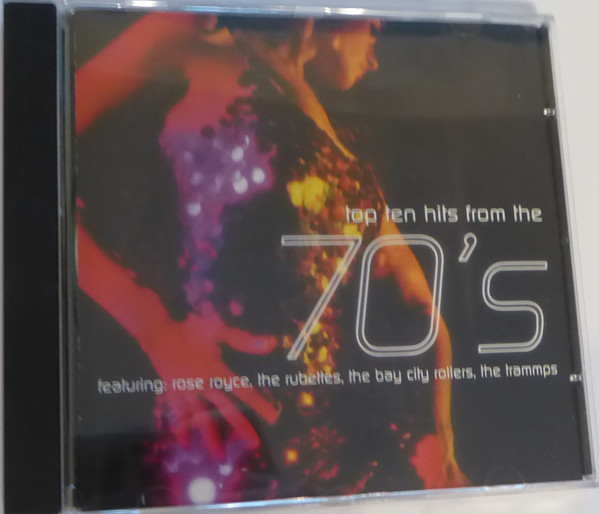 top ten hits from the
70's
featuring: rose royce, the rubettes, the bay city rollers, the trammps